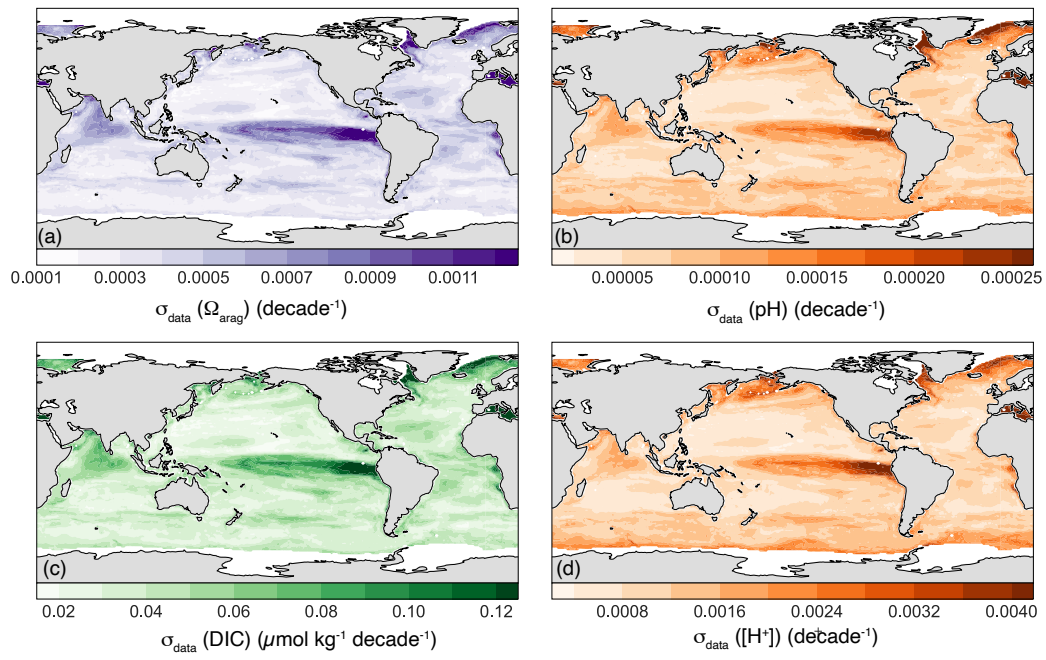 (a)
0.0001 0.0003 0.0005 0.0007 0.0009 0.0011
σdata (Ωarag) (decade-1)
(b)
0.00005 0.00010 0.00015 0.00020 0.00025
σdata (pH) (decade-1)
(c)
0.02 0.04 0.06 0.08 0.10 0.12
σdata (DIC) (μmol kg-1 decade-1)
(d)
0.0008 0.0016 0.0024 0.0032 0.0040
σdata ([H+]) (decade-1)